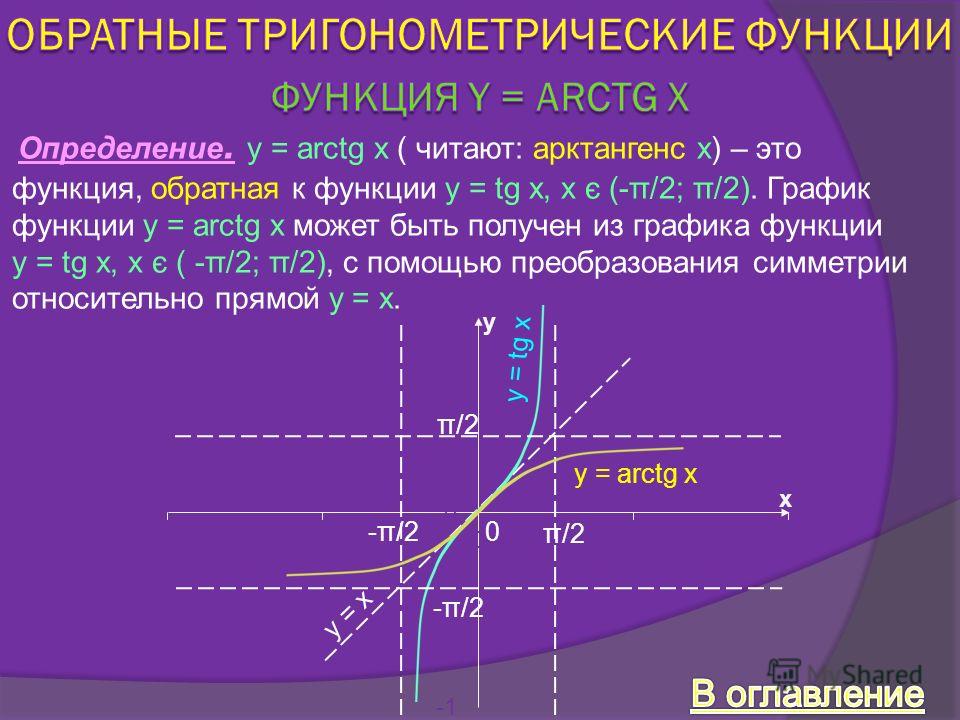 ОБРАТНЫЕ ТРИГОНОМЕТРИЧЕСКИЕ ФУНКЦИИ
ФУНКЦИЯ Y = ARCTG X
Определение. y = arctg x ( читают: арктангенс x) – это
функция, обратная к функции y = tg x, x є (-π/2; π/2). График
функции y = arctg x может быть получен из графика функции
y = tg x, x є ( -π/2; π/2), с помощью преобразования симметрии
относительно прямой y = x.
y
y = tg x
π/2
y = arctg x
x
-π/2
0
π/2
-π/2
y = x
-1
MyShared
В оглавление